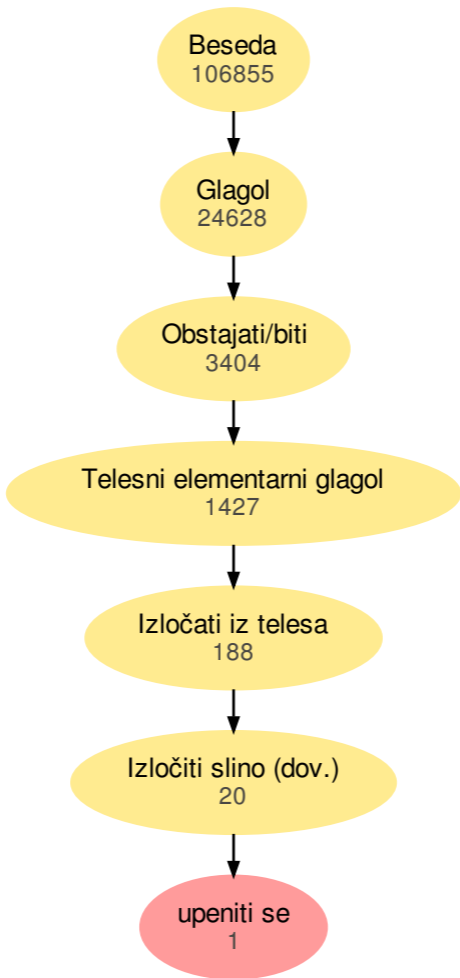 Beseda
106855
Glagol
24628
Obstajati/biti
3404
Telesni elementarni glagol
1427
Izločati iz telesa
188
Izločiti slino (dov.)
20
upeniti se
1